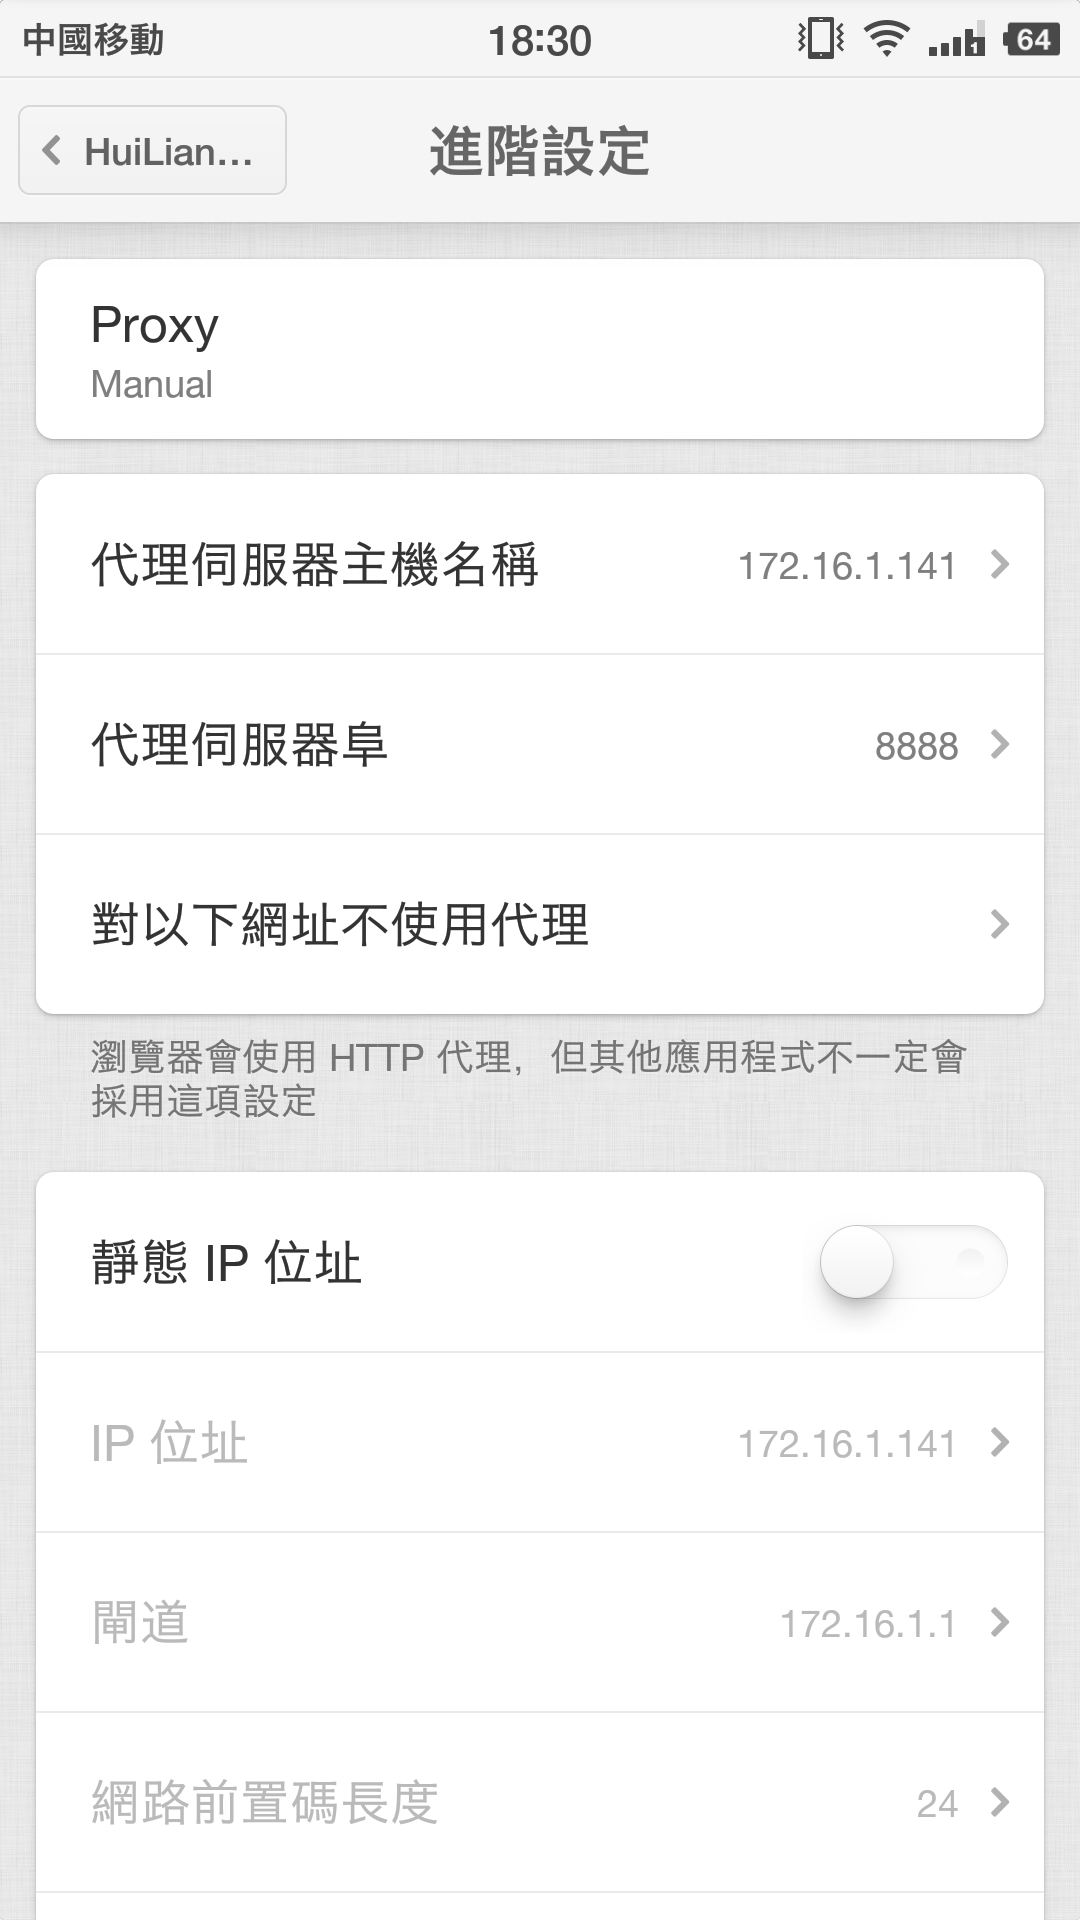 中國移動
18:30
1
64
HuiLian...
進階設定
Proxy
Manual
代理伺服器主機名稱
172.16.1.141
代理伺服器阜
8888
對以下網址不使用代理
瀏覽器會使用 HTTP 代理，但其他應用程式不一定會
採用這項設定
靜態 IP 位址
IP 位址
172.16.1.141
閘道
172.16.1.1
網路前置碼長度
24